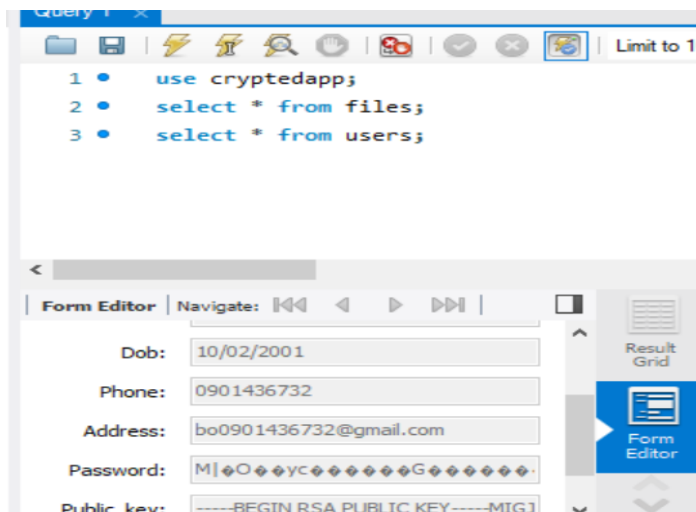 Query 1
Limit to 1
1 use cryptedapp;
2 select * from files;
3 select * from users;
Form Editor Navigate:
Dob: 10/02/2001
Phone: 0901436732
Address: bo0901436732@gmail.com
Password: M|�O��yc������G������
Public key: -----BEGIN RSA PUBLIC KEY-----MIGJ
Result
Grid
Form
Editor